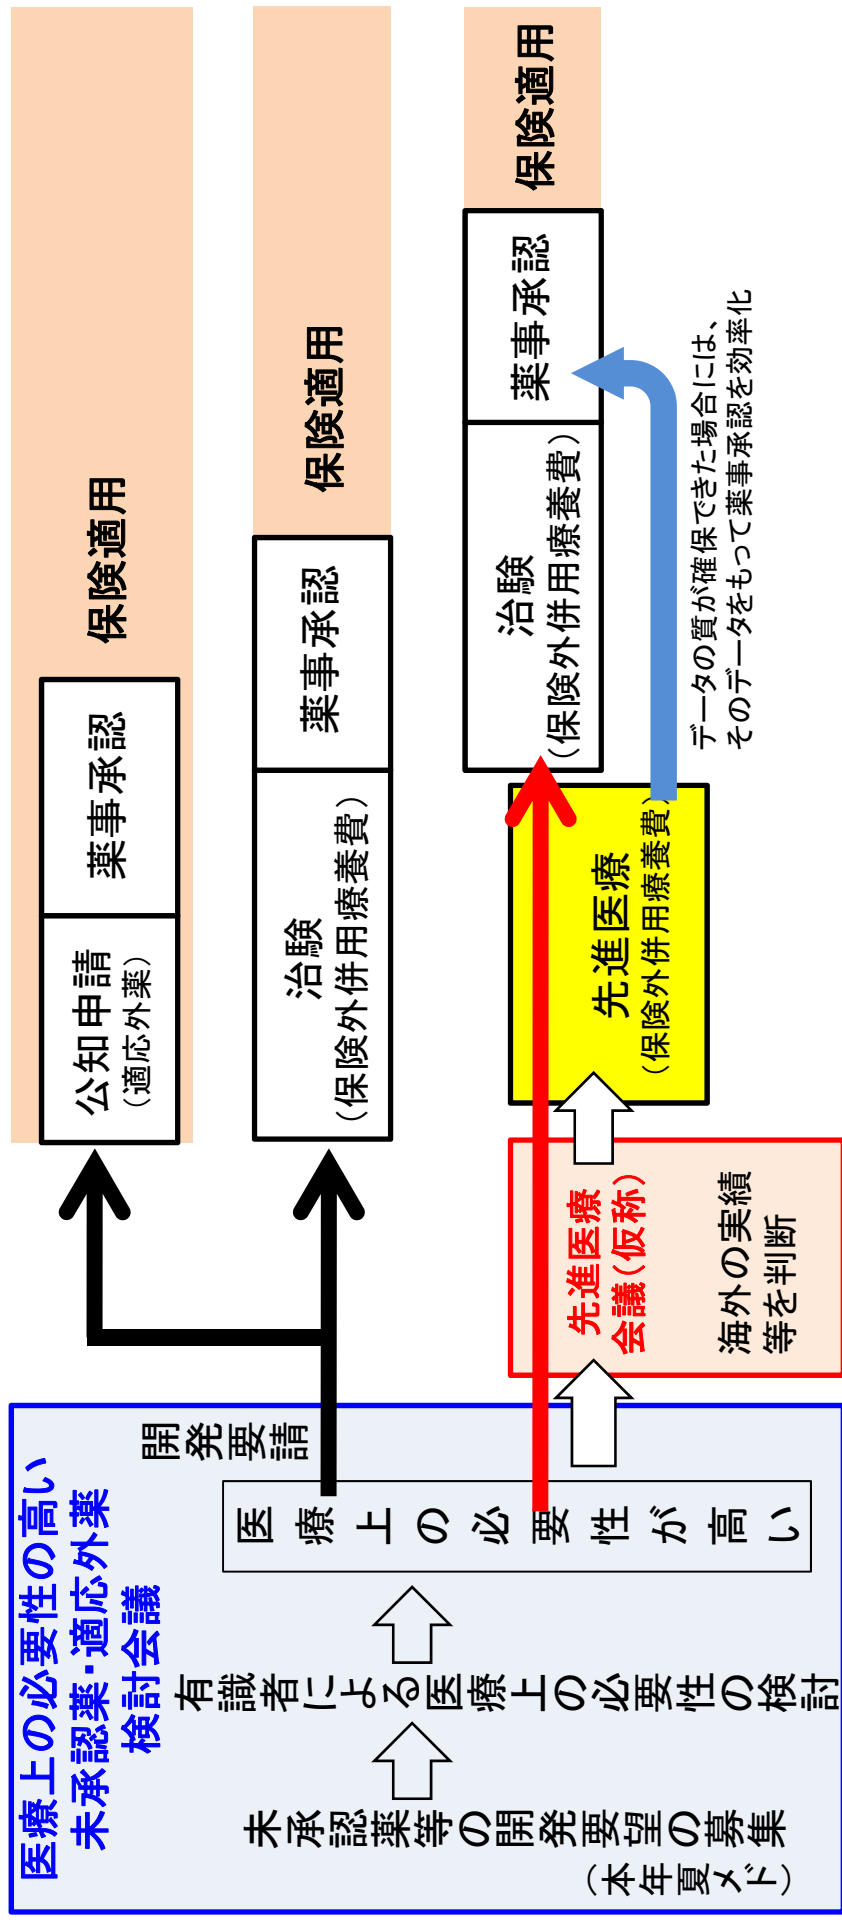 医療上の必要性の高い
未承認薬・適応外薬
検討会議
未承認薬等の開発要望の募集
（本年夏メド）
有識者による医療上の必要性の検討
医療上の必要性が高い
開発要請
公知申請
（適応外薬）
薬事承認
保険適用
治験
（保険外併用療養費）
薬事承認
保険適用
先進医療
会議（仮称）
海外の実績
等を判断
先進医療
（保険外併用療養費）
治験
（保険外併用療養費）
薬事承認
保険適用
データの質が確保できた場合には、
そのデータをもって薬事承認を効率化